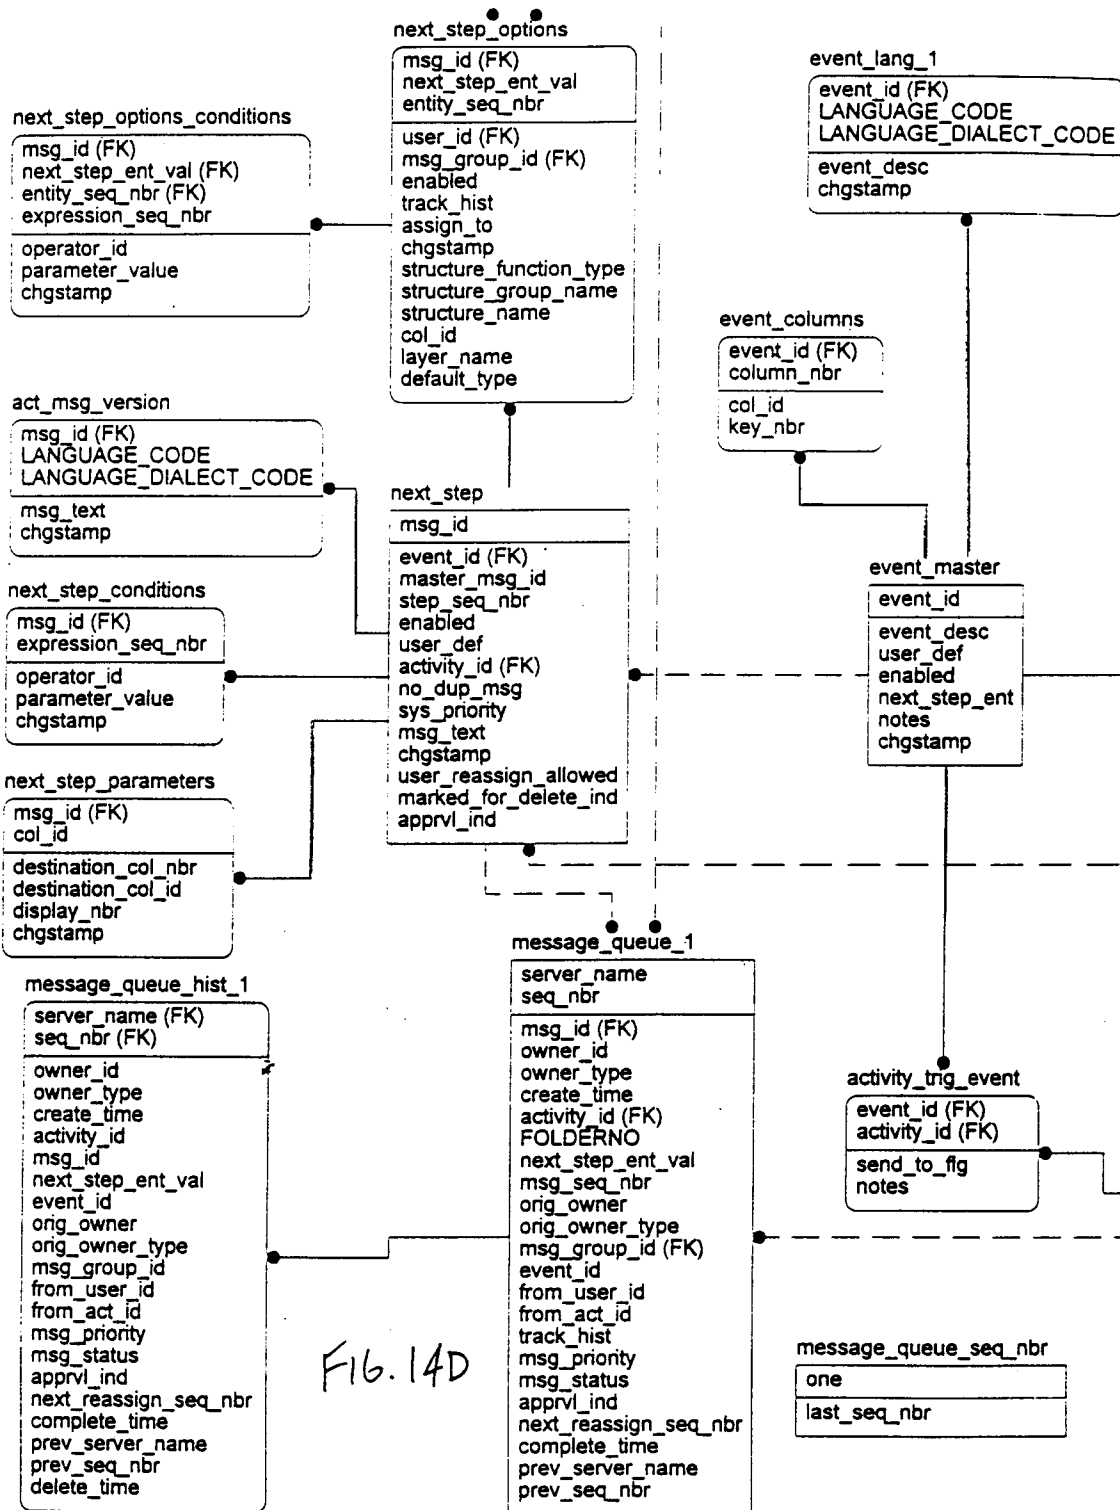 next_step_options
msg_id (FK)
next_step_ent_val
entity_seq_nbr
user_id (FK)
msg_group_id (FK)
enabled
track_hist
assign_to
chgstamp
structure_function_type
structure_group_name
structure_name
col_id
layer_name
default_type
event_lang_1
event_id (FK)
LANGUAGE_CODE
LANGUAGE_DIALECT_CODE
event_desc
chgstamp
next_step_options_conditions
msg_id (FK)
next_step_ent_val (FK)
entity_seq_nbr (FK)
expression_seq_nbr
operator_id
parameter_value
chgstamp
event_columns
event_id (FK)
column_nbr
col_id
key_nbr
act_msg_version
msg_id (FK)
LANGUAGE_CODE
LANGUAGE_DIALECT_CODE
msg_text
chgstamp
next_step
msg_id
event_id (FK)
master_msg_id
step_seq_nbr
enabled
user_def
activity_id (FK)
no_dup_msg
sys_priority
msg_text
chgstamp
user_reassign_allowed
marked_for_delete_ind
apprvl_ind
event_master
event_id
event_desc
user_def
enabled
next_step_ent
notes
chgstamp
next_step_conditions
msg_id (FK)
expression_seq_nbr
operator_id
parameter_value
chgstamp
next_step_parameters
msg_id (FK)
col_id
destination_col_nbr
destination_col_id
display_nbr
chgstamp
message_queue_1
server_name
seq_nbr
msg_id (FK)
owner_id
owner_type
create_time
activity_id (FK)
FOLDERNO
next_step_ent_val
msg_seq_nbr
orig_owner
orig_owner_type
msg_group_id (FK)
event_id
from_user_id
from_act_id
track_hist
msg_priority
msg_status
apprvl_ind
next_reassign_seq_nbr
complete_time
prev_server_name
prev_seq_nbr
message_queue_hist_1
server_name (FK)
seq_nbr (FK)
owner_id
owner_type
create_time
activity_id
msg_id
next_step_ent_val
event_id
orig_owner
orig_owner_type
msg_group_id
from_user_id
from_act_id
msg_priority
msg_status
apprvl_ind
next_reassign_seq_nbr
complete_time
prev_server_name
prev_seq_nbr
delete_time
activity_trig_event
event_id (FK)
activity_id (FK)
send_to_flg
notes
message_queue_seq_nbr
one
last_seq_nbr
FIG. 14D